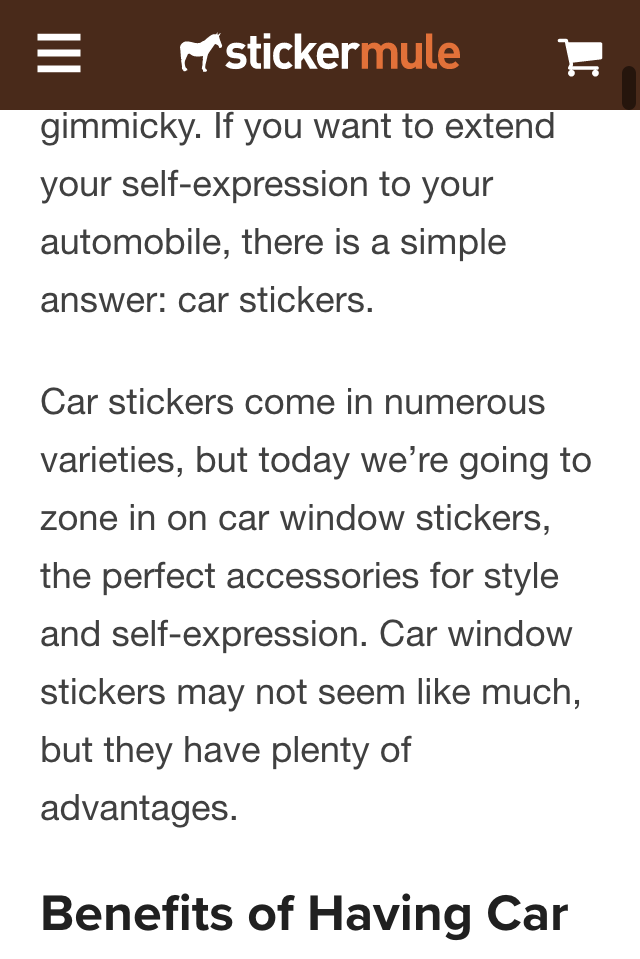 stickermule
gimmicky. If you want to extend
your self-expression to your
automobile, there is a simple
answer: car stickers.
Car stickers come in numerous
varieties, but today we’re going to
zone in on car window stickers,
the perfect accessories for style
and self-expression. Car window
stickers may not seem like much,
but they have plenty of
advantages.
Benefits of Having Car